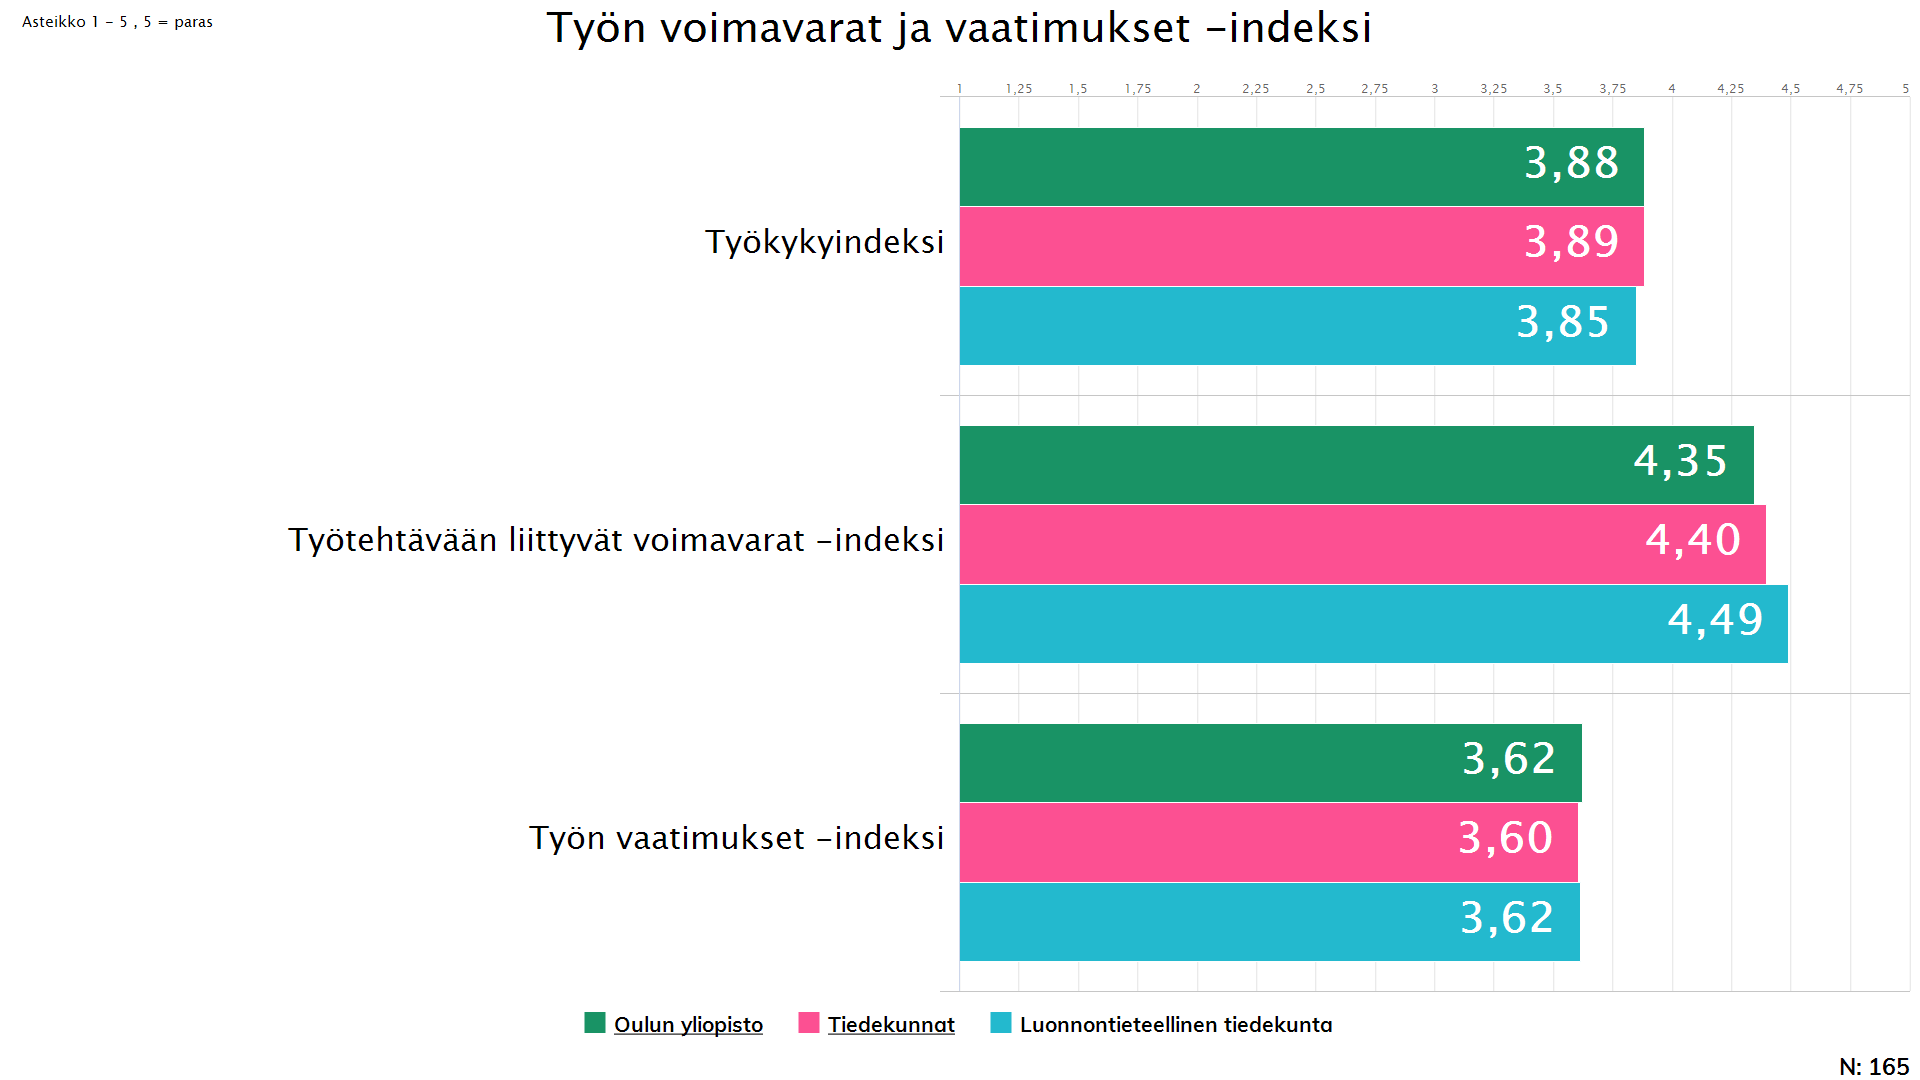 Asteikko 1 - 5 , 5 = paras
Työn voimavarat ja vaatimukset -indeksi
1 1,25 1,5 1,75 2 2,25 2,5 2,75 3 3,25 3,5 3,75 4 4,25 4,5 4,75 5
3,88
Työkykyindeksi 3,89
3,85
4,35
Työtehtävään liittyvät voimavarat -indeksi 4,40
4,49
3,62
Työn vaatimukset -indeksi 3,60
3,62
Oulun yliopisto Tiedekunnat Luonnontieteellinen tiedekunta
N: 165